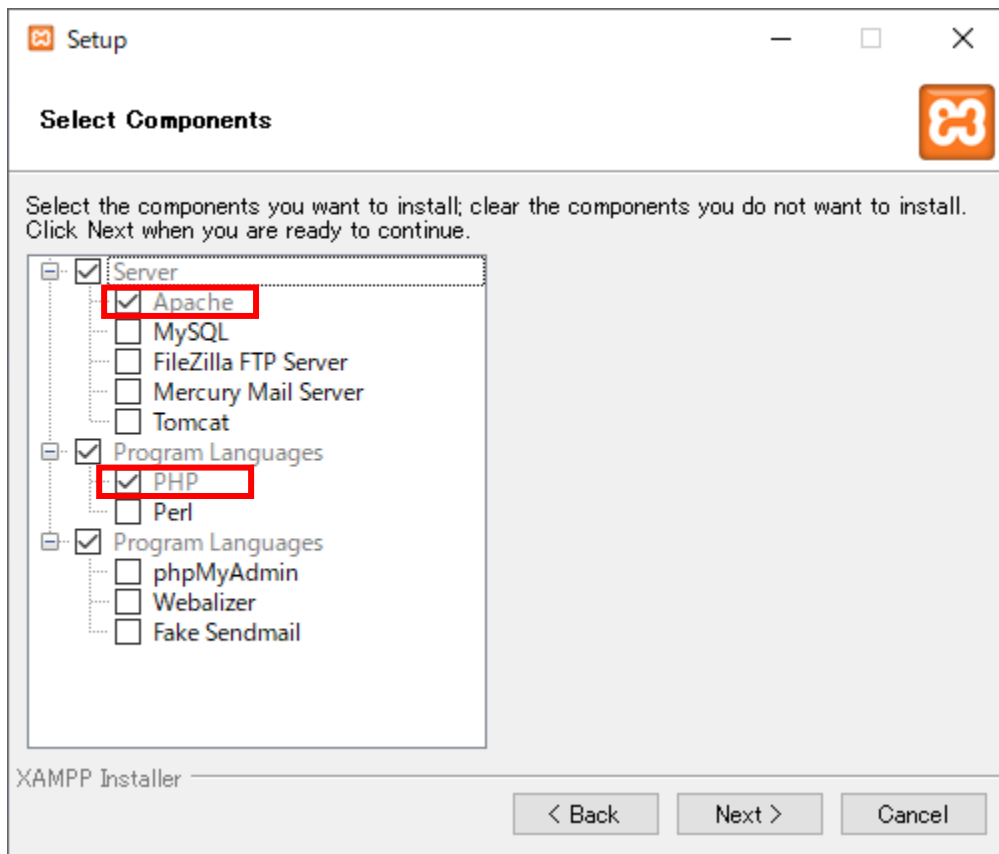 Setup
Select Components
Select the components you want to install; clear the components you do not want to install.
Click Next when you are ready to continue.
Server
Apache
MySQL
FileZilla FTP Server
Mercury Mail Server
Tomcat
Program Languages
PHP
Perl
Program Languages
phpMyAdmin
Webalizer
Fake Sendmail
XAMPP Installer
< Back
Next >
Cancel